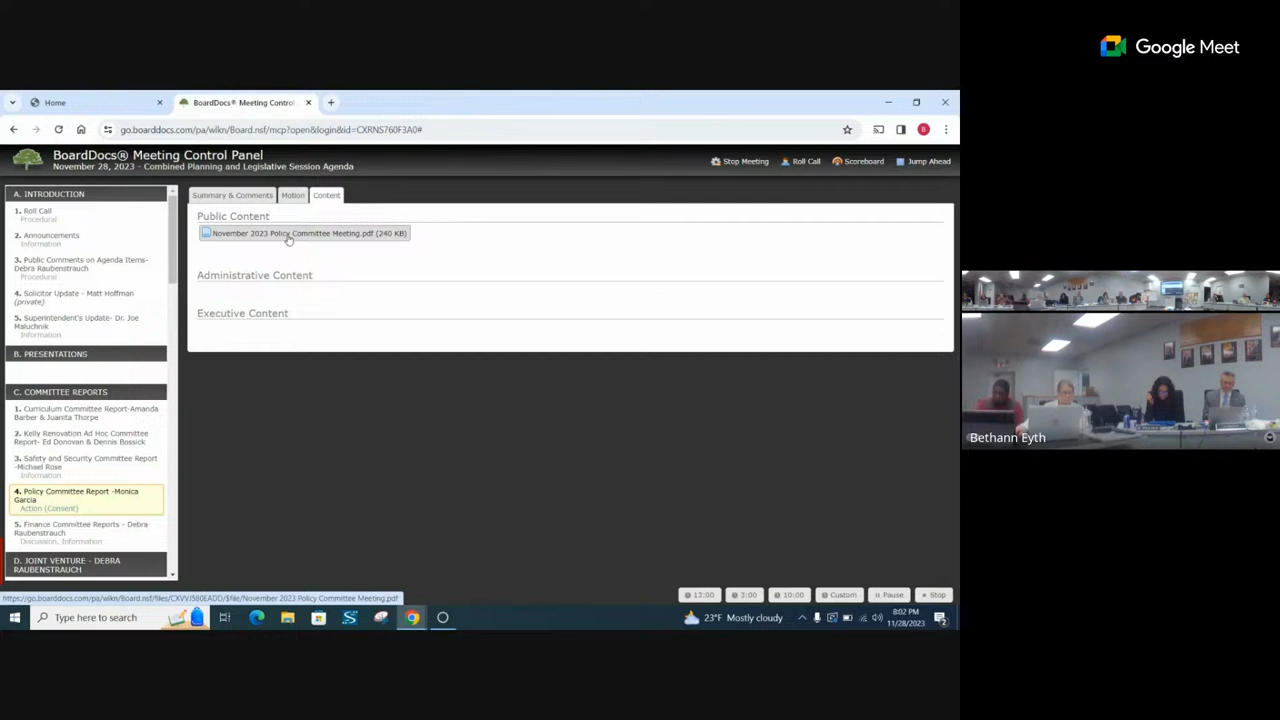 Google Meet
Home
BoardDocs® Meeting Control
go.boarddocs.com/pa/wlkn/Board.nsf/mcp?open&login&id=CXRNS760F3A0#
B
BoardDocs® Meeting Control Panel
November 28, 2023 - Combined Planning and Legislative Session Agenda
Stop Meeting
Roll Call
Scoreboard
Jump Ahead
A. INTRODUCTION
1. Roll Call
Procedural
2. Announcements
Information
3. Public Comments on Agenda Items-
Debra Raubenstrauch
Procedural
4. Solicitor Update - Matt Hoffman
(private)
5. Superintendent's Update- Dr. Joe
Maluchnik
Information
B. PRESENTATIONS
C. COMMITTEE REPORTS
1. Curriculum Committee Report-Amanda
Barber & Juanita Thorpe
2. Kelly Renovation Ad Hoc Committee
Report- Ed Donovan & Dennis Bossick
3. Safety and Security Committee Report
-Michael Rose
Information
4. Policy Committee Report -Monica
Garcia
Action (Consent)
5. Finance Committee Reports - Debra
Raubenstrauch
Discussion, Information
D. JOINT VENTURE - DEBRA
RAUBENSTRAUCH
Summary & Comments
Motion
Content
Public Content
November 2023 Policy Committee Meeting.pdf (240 KB)
Administrative Content
Executive Content
Bethann Eyth
13:00
3:00
10:00
Custom
Pause
Stop
https://go.boarddocs.com/pa/wlkn/Board.nsf/files/CXVVJ580EADD/$file/November 2023 Policy Committee Meeting.pdf
Type here to search
23°F Mostly cloudy
8:02 PM
11/28/2023
2